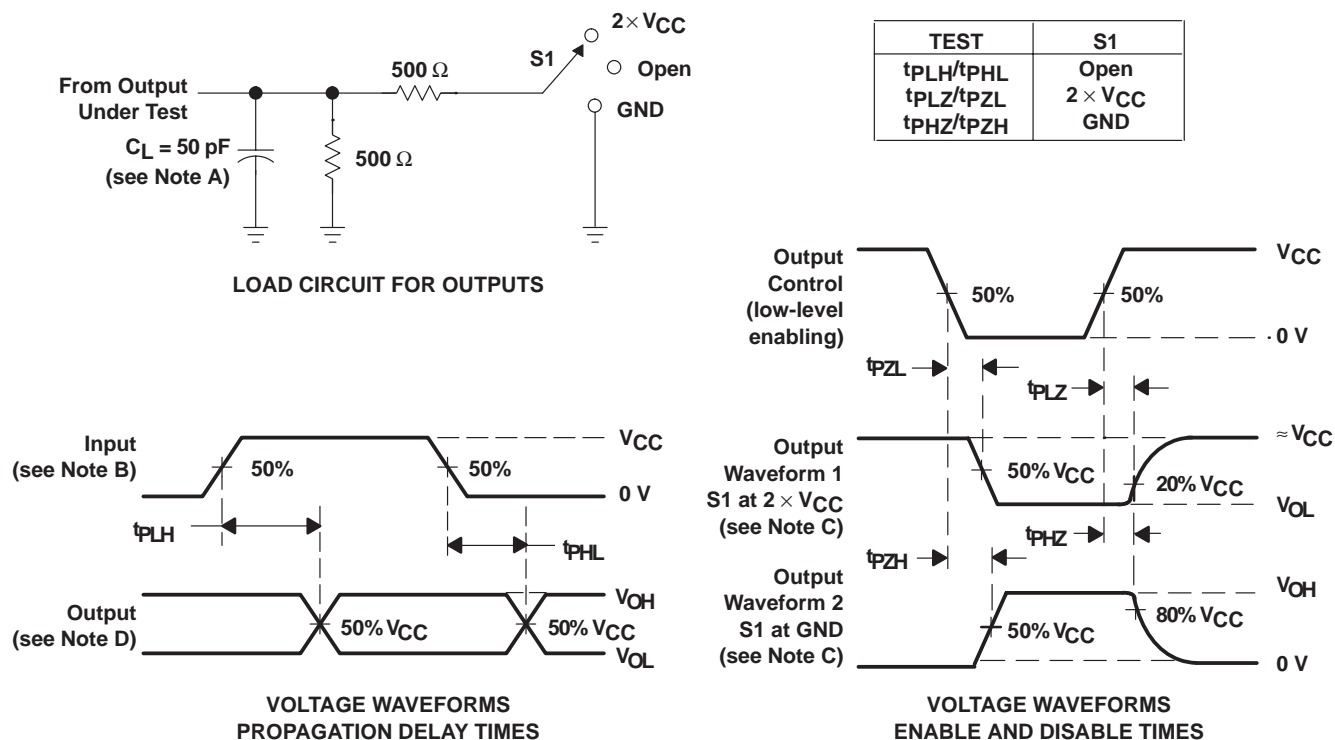 2 × VCC
S1
500 Ω
Open
From Output
Under Test
GND
CL = 50 pF
(see Note A)
500 Ω
LOAD CIRCUIT FOR OUTPUTS
TEST S1
tPLH/tPHL Open
tPLZ/tPZL 2 × VCC
tPHZ/tPZH GND
Input
(see Note B)
50%
50%
VCC
0 V
tPLH
tPHL
Output
(see Note D)
50% VCC
50% VCC
VOH
VOL
VOLTAGE WAVEFORMS
PROPAGATION DELAY TIMES
Output
Control
(low-level
enabling)
50%
50%
VCC
0 V
tPZL
tPLZ
Output
Waveform 1
S1 at 2 × VCC
(see Note C)
50% VCC
20% VCC
≈ VCC
VOL
tPZH
tPHZ
Output
Waveform 2
S1 at GND
(see Note C)
50% VCC
80% VCC
VOH
0 V
VOLTAGE WAVEFORMS
ENABLE AND DISABLE TIMES